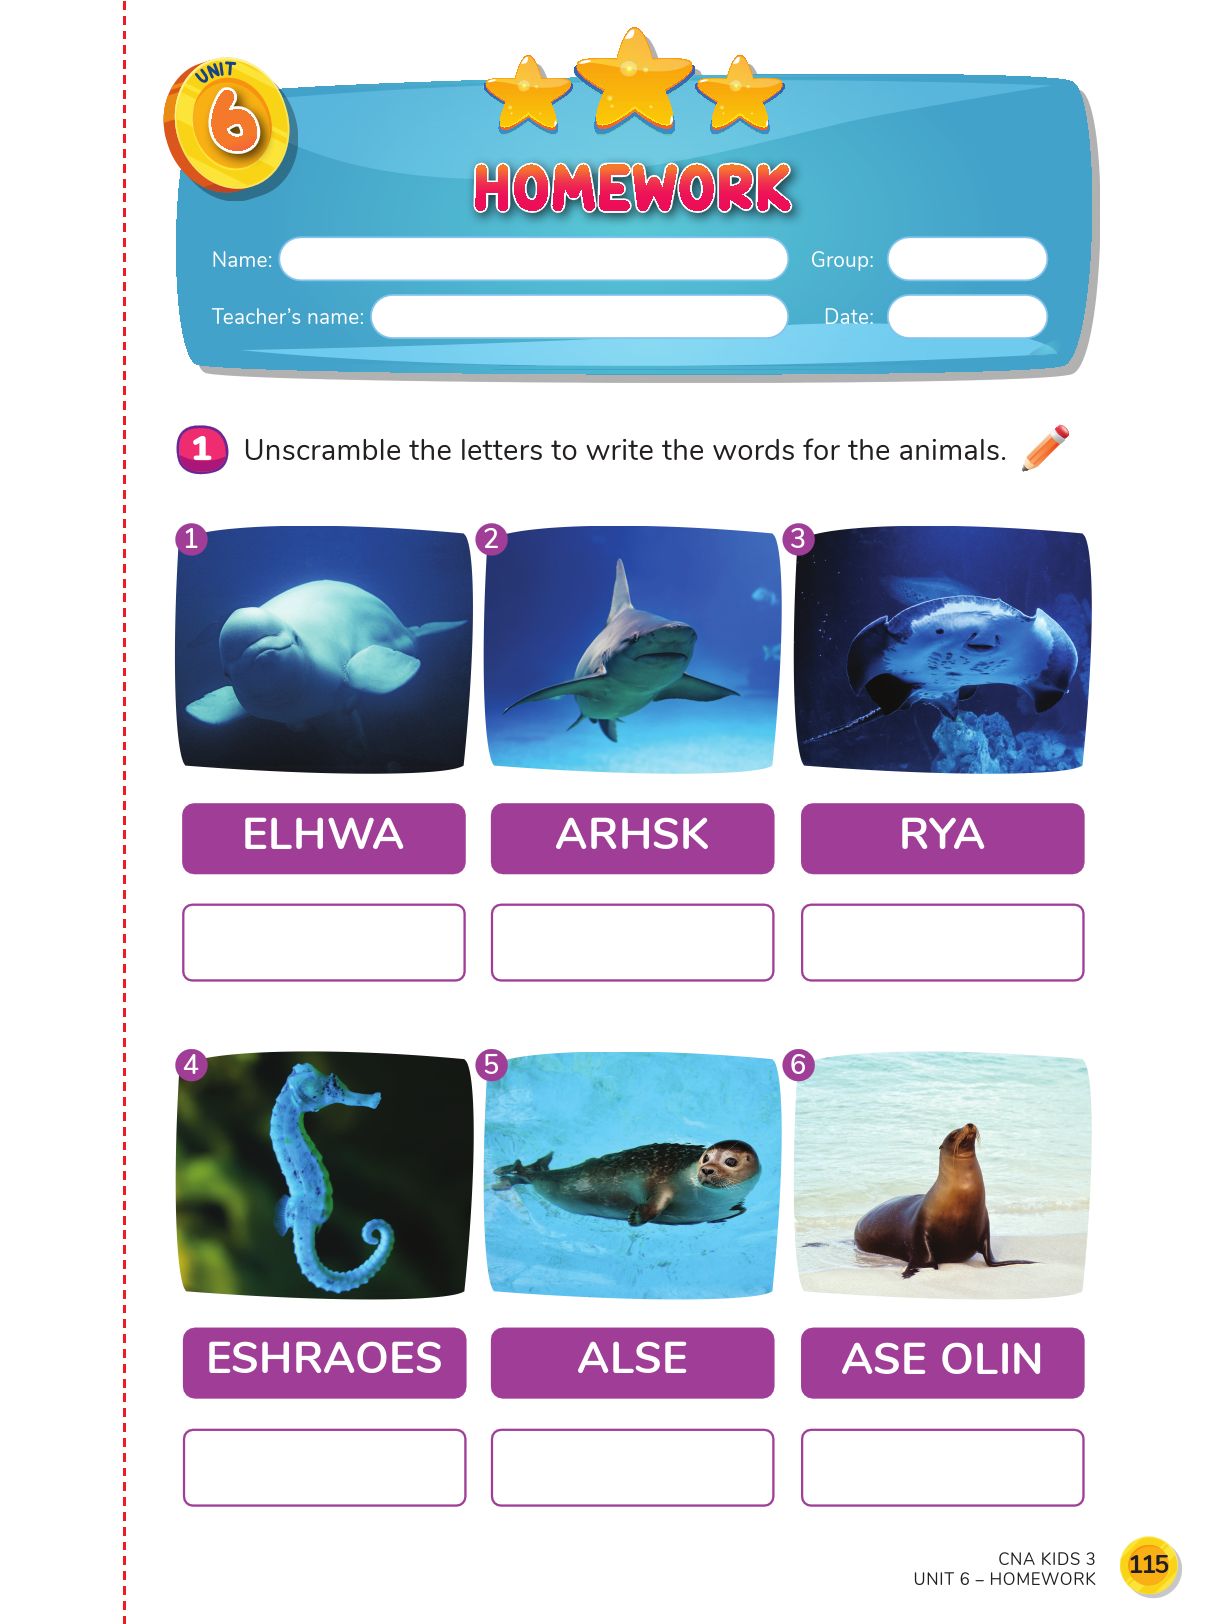 UNIT
6
HOMEWORK
Name:
Group:
Teacher's name:
Date:
1 Unscramble the letters to write the words for the animals.
1
2
3
ELHWA
ARHSK
RYA
4
5
6
ESHRAOES
ALSE
ASE OLIN
CNA KIDS 3
UNIT 6 – HOMEWORK
115